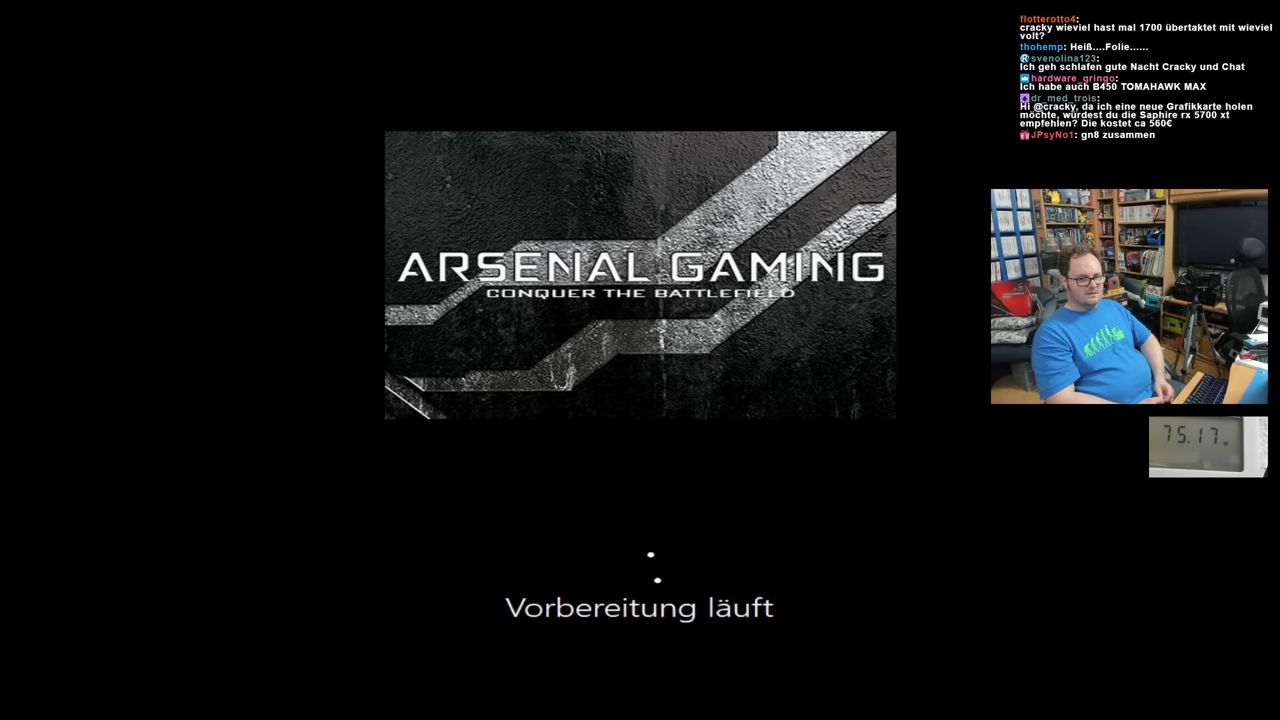 flotterotto4:
cracky wieviel hast mal 1700 übertaktet mit wieviel
volt?
thohemp: Heiß....Folie......
svenolina123:
Ich geh schlafen gute Nacht Cracky und Chat
hardware_gringo:
Ich habe auch B450 TOMAHAWK MAX
dr_med_trois:
Hi @cracky, da ich eine neue Grafikkarte holen
möchte, würdest du die Saphire rx 5700 xt
empfehlen? Die kostet ca 560€
JPsyNo1: gn8 zusammen
ARSENAL GAMING
CONQUER THE BATTLEFIELD
75.17
Vorbereitung läuft